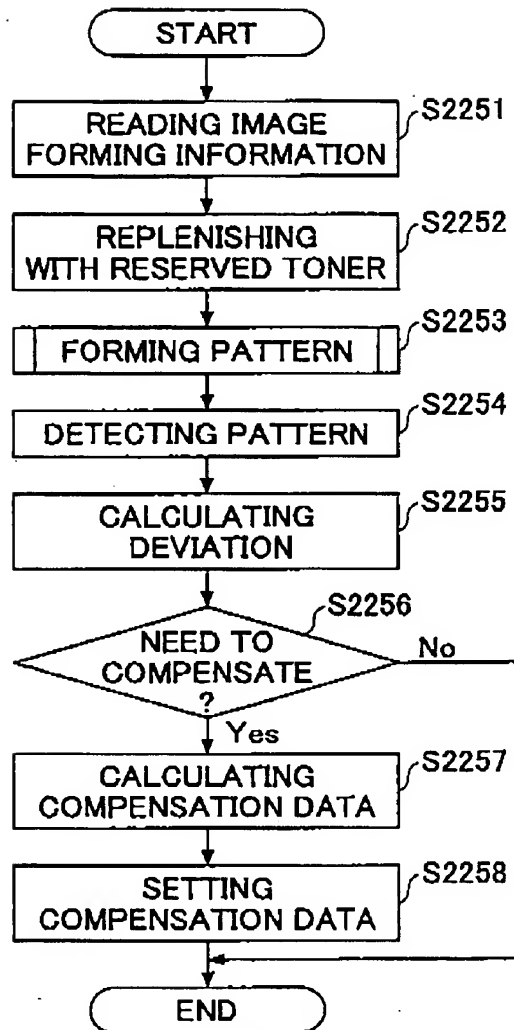 START
S2251
READING IMAGE
FORMING INFORMATION
S2252
REPLENISHING
WITH RESERVED TONER
S2253
FORMING PATTERN
S2254
DETECTING PATTERN
S2255
CALCULATING
DEVIATION
S2256
NEED TO
COMPENSATE
?
No
Yes
S2257
CALCULATING
COMPENSATION DATA
S2258
SETTING
COMPENSATION DATA
END